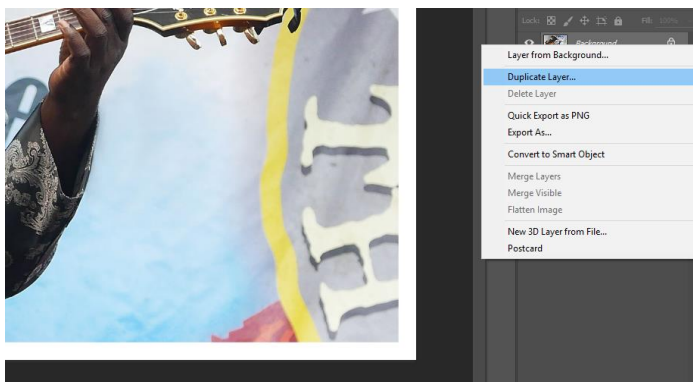 Lock:
Fill: 100%
Background
Layer from Background...
Duplicate Layer...
Delete Layer
Quick Export as PNG
Export As...
Convert to Smart Object
Merge Layers
Merge Visible
Flatten Image
New 3D Layer from File...
Postcard